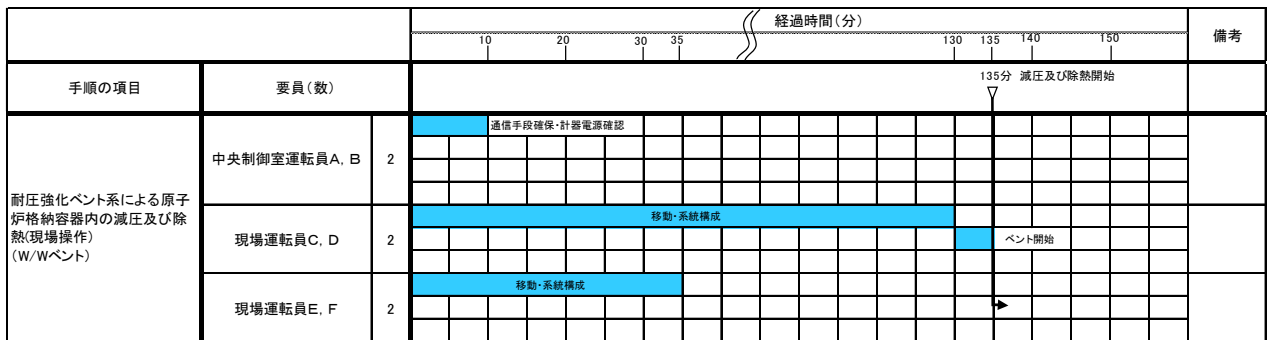 経過時間(分)
備考
10 20 30 35 130 135 140 150
手順の項目
要員(数)
135分 減圧及び除熱開始
通信手段確保・計器電源確認
中央制御室運転員A, B
2
耐圧強化ベント系による原子
炉格納容器内の減圧及び除
熱(現場操作)
(W/Wベント)
移動・系統構成
現場運転員C, D
2
ベント開始
移動・系統構成
現場運転員E, F
2